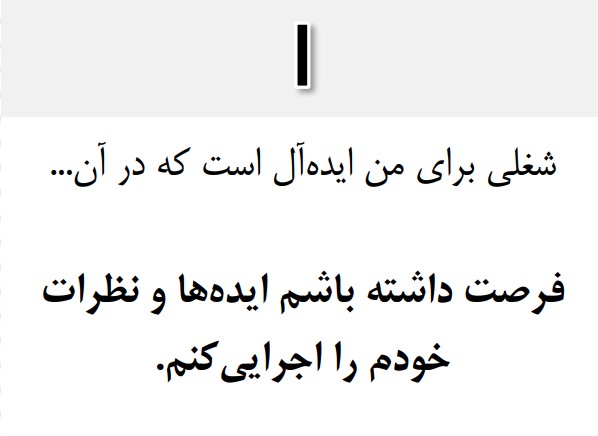 ا
شغلی برای من ایده‌آل است که در آن...
فرصت داشته باشم ایده‌ها و نظرات
خودم را اجرایی‌کنم.